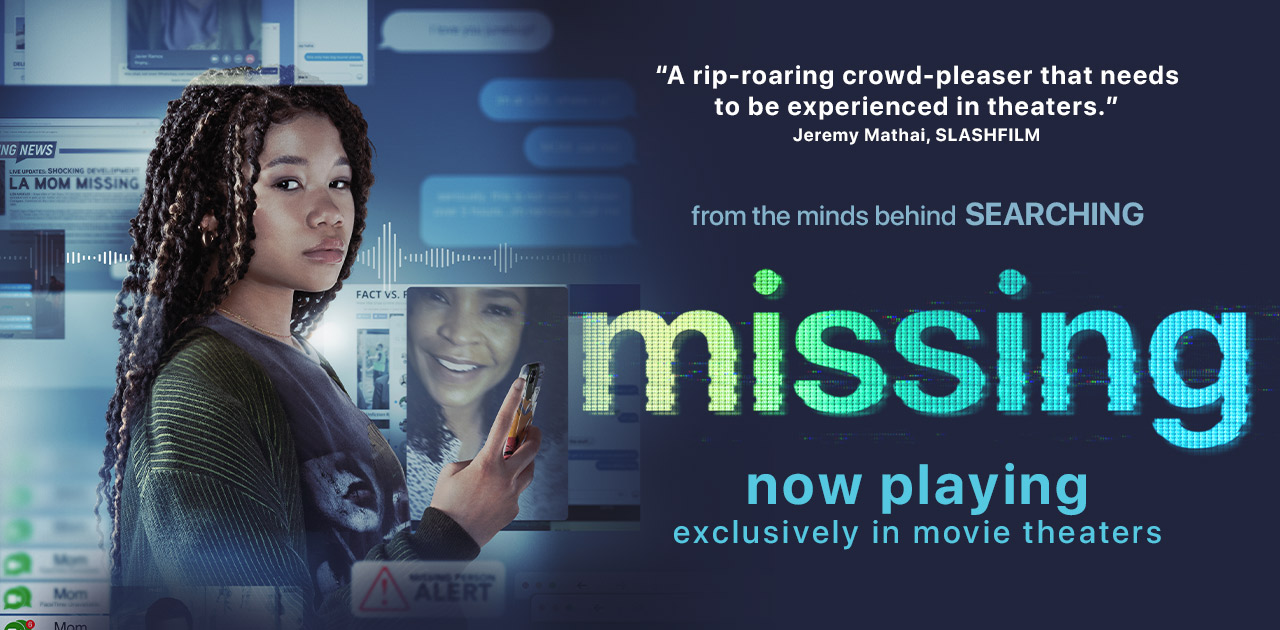 “A rip-roaring crowd-pleaser that needs
to be experienced in theaters.”
Jeremy Mathai, SLASHFILM
from the minds behind SEARCHING
missing
now playing
exclusively in movie theaters
NG NEWS
LIVE UPDATES: SHOCKING DEVELOPMENT
LA MOM MISSING
FACT VS. F
MISSING PERSON
ALERT
Mom
Mom
Mom
6